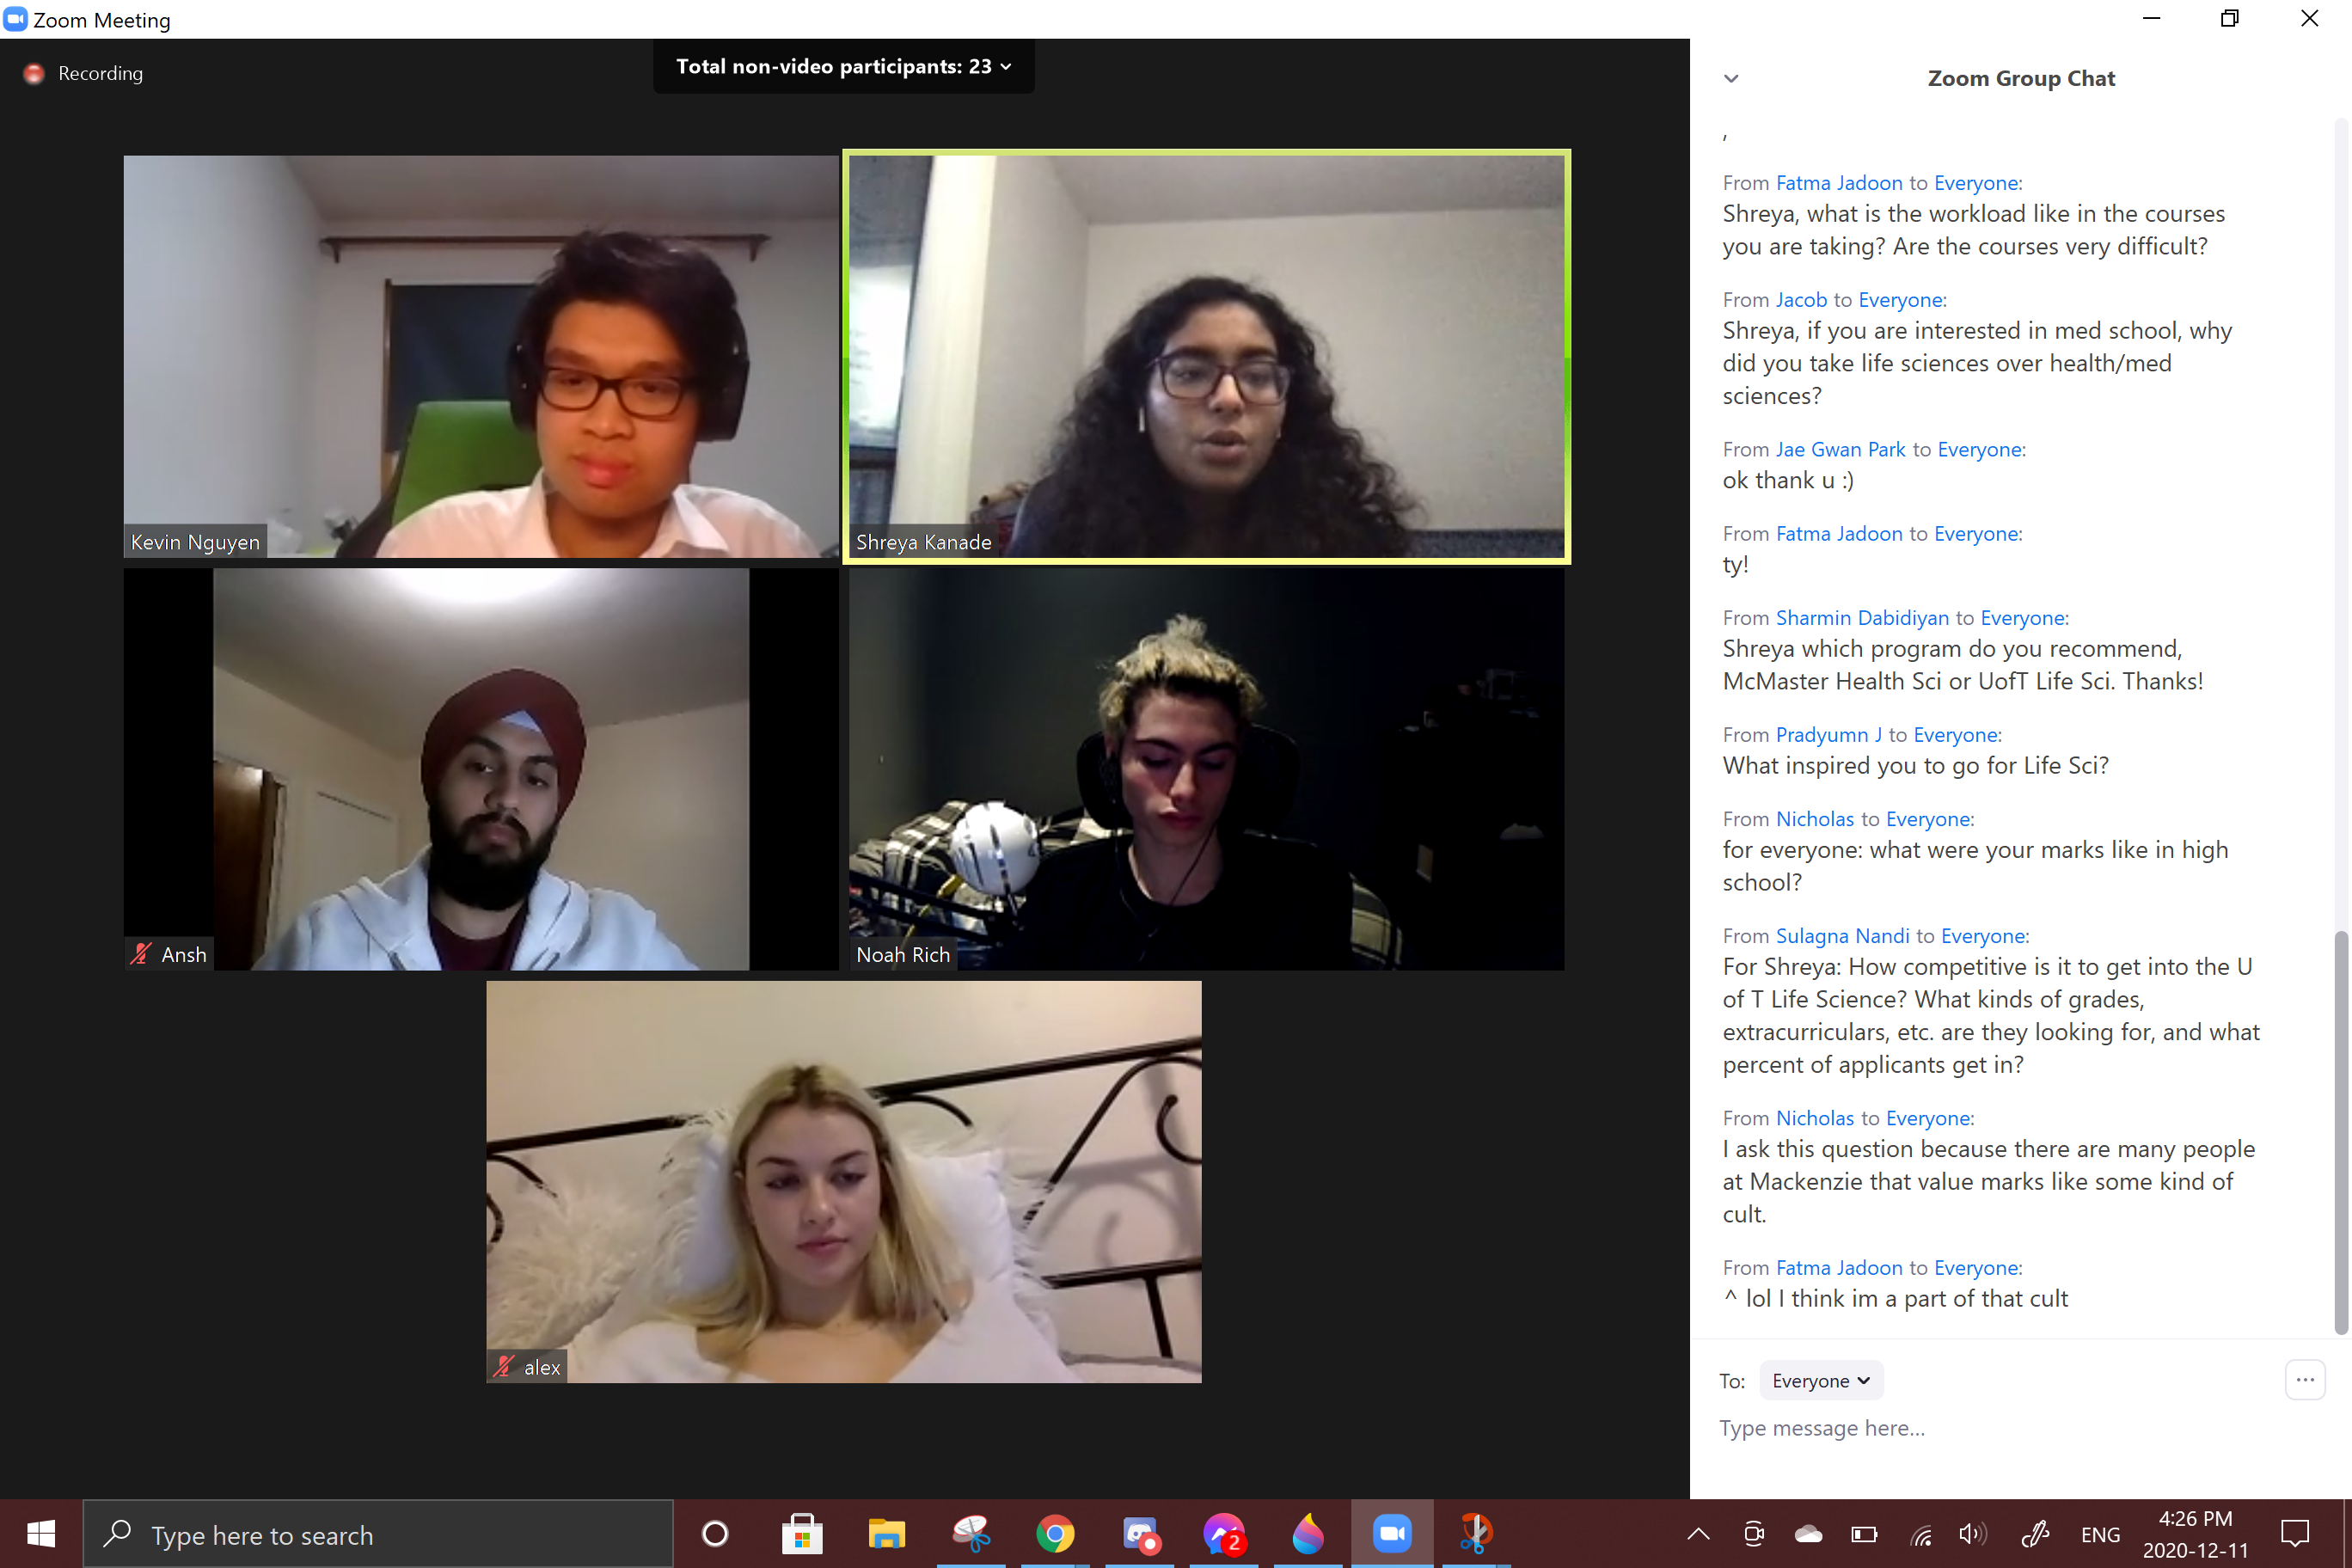 Zoom Meeting
Recording
Total non-video participants: 23
Kevin Nguyen
Shreya Kanade
Ansh
Noah Rich
alex
Zoom Group Chat
,
From Fatma Jadoon to Everyone:
Shreya, what is the workload like in the courses
you are taking? Are the courses very difficult?
From Jacob to Everyone:
Shreya, if you are interested in med school, why
did you take life sciences over health/med
sciences?
From Jae Gwan Park to Everyone:
ok thank u :)
From Fatma Jadoon to Everyone:
ty!
From Sharmin Dabidiyan to Everyone:
Shreya which program do you recommend,
McMaster Health Sci or UofT Life Sci. Thanks!
From Pradyumn J to Everyone:
What inspired you to go for Life Sci?
From Nicholas to Everyone:
for everyone: what were your marks like in high
school?
From Sulagna Nandi to Everyone:
For Shreya: How competitive is it to get into the U
of T Life Science? What kinds of grades,
extracurriculars, etc. are they looking for, and what
percent of applicants get in?
From Nicholas to Everyone:
I ask this question because there are many people
at Mackenzie that value marks like some kind of
cult.
From Fatma Jadoon to Everyone:
^ lol I think im a part of that cult
To: Everyone
Type message here...
Type here to search
2
ENG
4:26 PM
2020-12-11